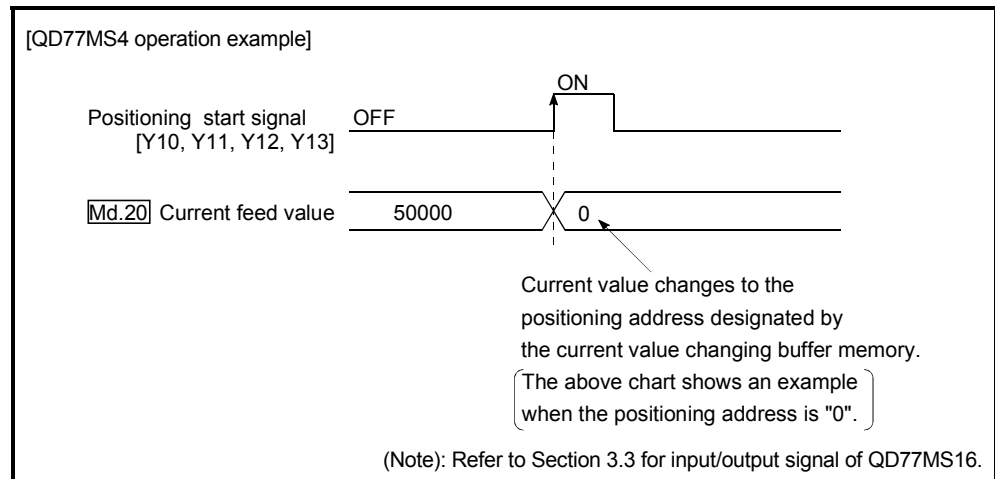 [QD77MS4 operation example]
ON
Positioning start signal
[Y10, Y11, Y12, Y13]
OFF
Md.20 Current feed value
50000
0
Current value changes to the
positioning address designated by
the current value changing buffer memory.
The above chart shows an example
when the positioning address is "0".
(Note): Refer to Section 3.3 for input/output signal of QD77MS16.